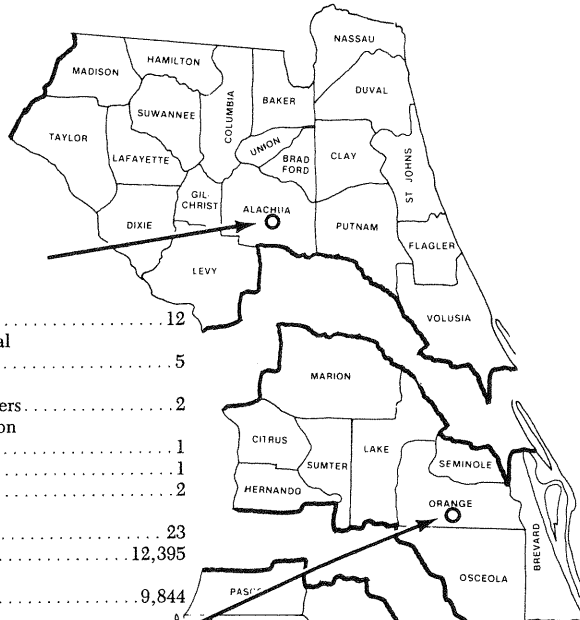 NASSAU
HAMILTON
MADISON
DUVAL
BAKER
COLUMBIA
SUWANNEE
TAYLOR
UNION
LAFAYETTE
BRAD
FORD
CLAY
ST JOHNS
GIL-
CHRIST
ALACHUA
DIXIE
PUTNAM
FLAGLER
LEVY
VOLUSIA
12
al
5
MARION
ers 2
on
CITRUS
LAKE
1
SUMTER
SEMINOLE
1
HERNANDO
2
ORANGE
23
BREVARD
12,395
OSCEOLA
9,844